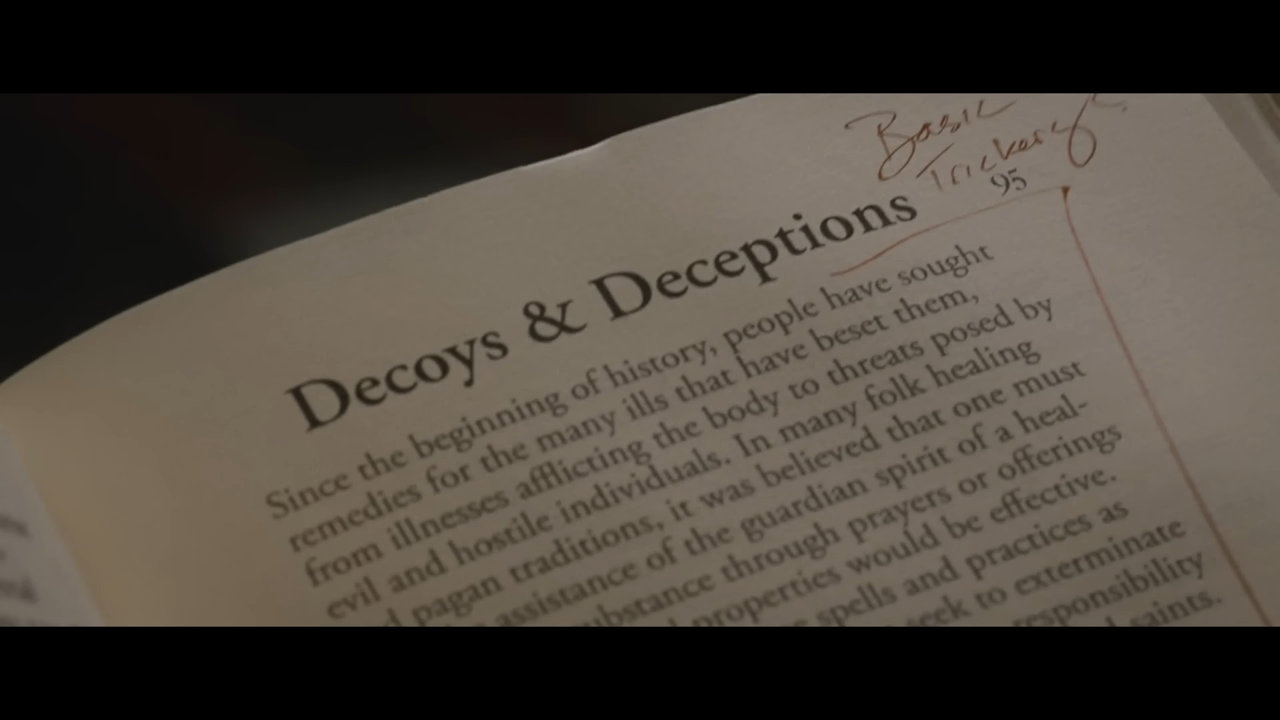 Basic
Trickery?
95
Decoys & Deceptions
Since the beginning of history, people have sought
remedies for the many ills that have beset them,
from illnesses afflicting the body to threats posed by
evil and hostile individuals. In many folk healing
pagan traditions, it was believed that one must
assistance of the guardian spirit of a heal-
through prayers or offerings
properties would be effective.
spells and practices as
to exterminate
responsibility
saints.